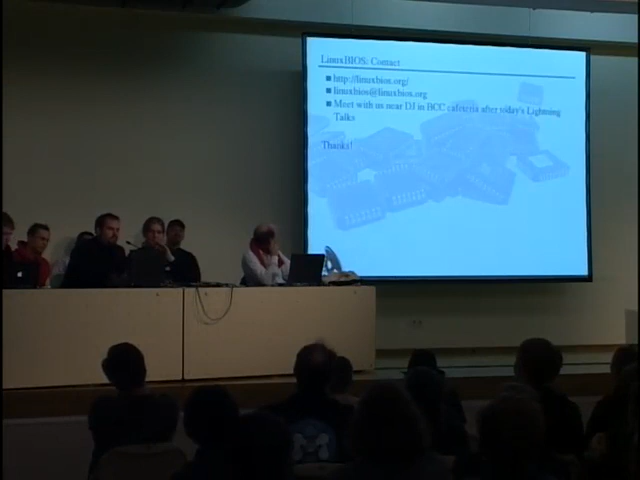 LinuxBIOS: Contact
http://linuxbios.org/
linuxbios@linuxbios.org
Meet with us near DJ in BCC cafeteria after today's Lightning
Talks
Thanks!